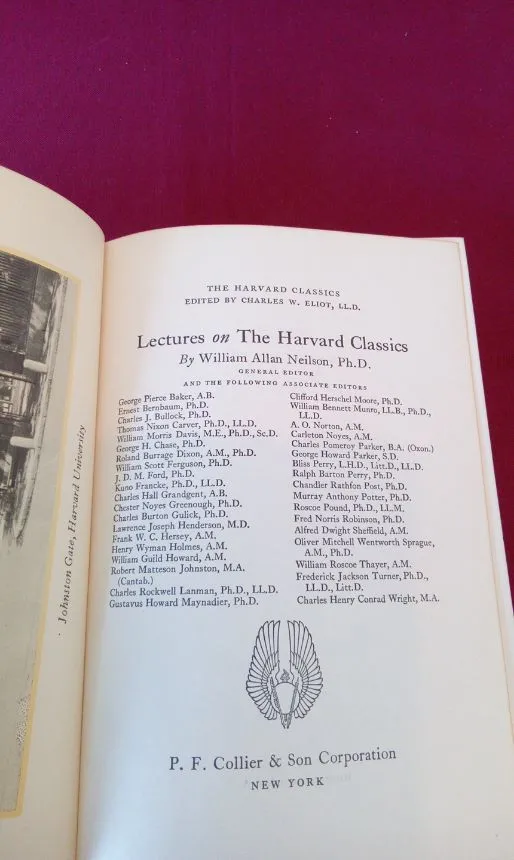 Johnston Gate, Harvard University
THE HARVARD CLASSICS
EDITED BY CHARLES W. ELIOT, LL.D.
Lectures on The Harvard Classics
By William Allan Neilson, Ph.D.
GENERAL EDITOR
AND THE FOLLOWING ASSOCIATE EDITORS
George Pierce Baker, A.B.
Ernest Bernbaum, Ph.D.
Charles J. Bullock, Ph.D.
Thomas Nixon Carver, Ph.D., LL.D.
William Morris Davis, M.E., Ph.D., Sc.D.
George H. Chase, Ph.D.
Roland Burrage Dixon, A.M., Ph.D.
William Scott Ferguson, Ph.D.
J. D. M. Ford, Ph.D.
Kuno Francke, Ph.D., LL.D.
Charles Hall Grandgent, A.B.
Chester Noyes Greenough, Ph.D.
Charles Burton Gulick, Ph.D.
Lawrence Joseph Henderson, M.D.
Frank W. C. Hersey, A.M.
Henry Wyman Holmes, A.M.
William Guild Howard, A.M.
Robert Matteson Johnston, M.A.
(Cantab.)
Charles Rockwell Lanman, Ph.D., LL.D.
Gustavus Howard Maynadier, Ph.D.
Clifford Herschel Moore, Ph.D.
William Bennett Munro, LL.B., Ph.D.,
LL.D.
A. O. Norton, A.M.
Carleton Noyes, A.M.
Charles Pomeroy Parker, B.A. (Oxon.)
George Howard Parker, S.D.
Bliss Perry, L.H.D., Litt.D., LL.D.
Ralph Barton Perry, Ph.D.
Chandler Rathfon Post, Ph.D.
Murray Anthony Potter, Ph.D.
Roscoe Pound, Ph.D., LL.M.
Fred Norris Robinson, Ph.D.
Alfred Dwight Sheffield, A.M.
Oliver Mitchell Wentworth Sprague,
A.M., Ph.D.
William Roscoe Thayer, A.M.
Frederick Jackson Turner, Ph.D.,
LL.D., Litt.D.
Charles Henry Conrad Wright, M.A.
P. F. Collier & Son Corporation
NEW YORK